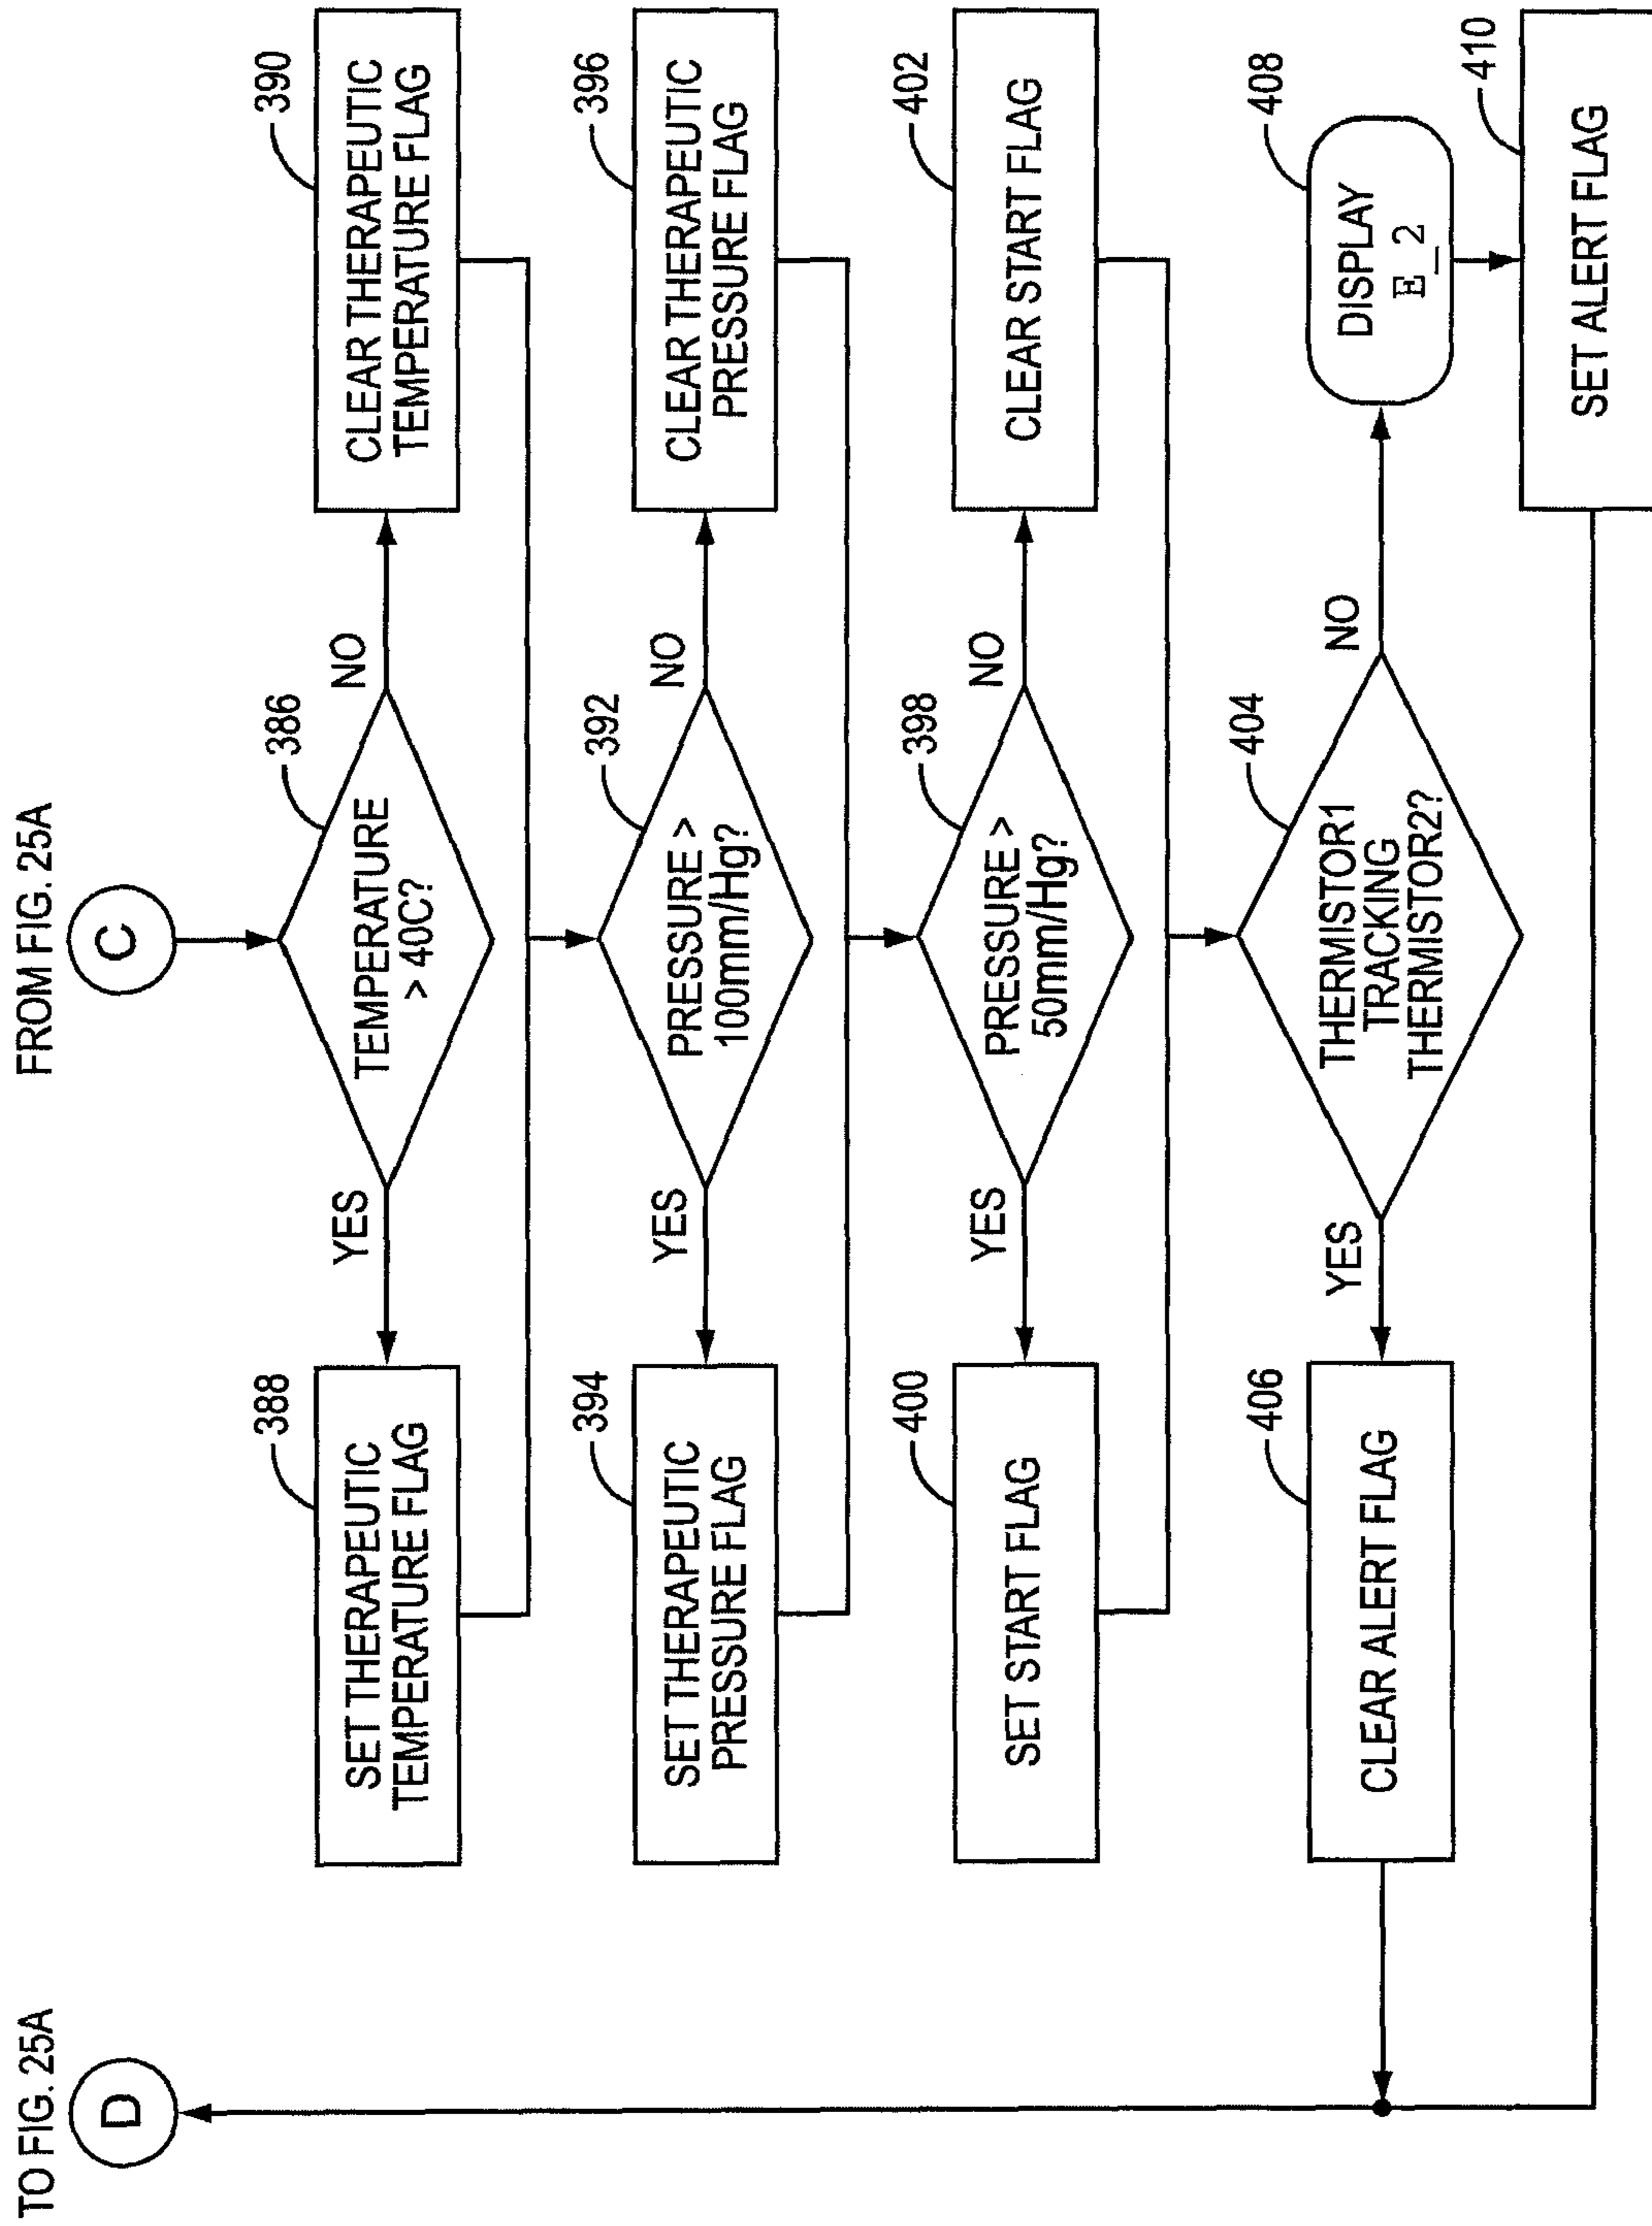 TO FIG. 25A
D
FROM FIG. 25A
C
386
TEMPERATURE
> 40C?
YES
NO
388
SET THERAPEUTIC
TEMPERATURE FLAG
390
CLEAR THERAPEUTIC
TEMPERATURE FLAG
392
PRESSURE >
100mm/Hg?
YES
NO
394
SET THERAPEUTIC
PRESSURE FLAG
396
CLEAR THERAPEUTIC
PRESSURE FLAG
398
PRESSURE >
50mm/Hg?
YES
NO
400
SET START FLAG
402
CLEAR START FLAG
404
THERMISTOR1
TRACKING
THERMISTOR2?
YES
NO
406
CLEAR ALERT FLAG
408
DISPLAY
E_2
410
SET ALERT FLAG